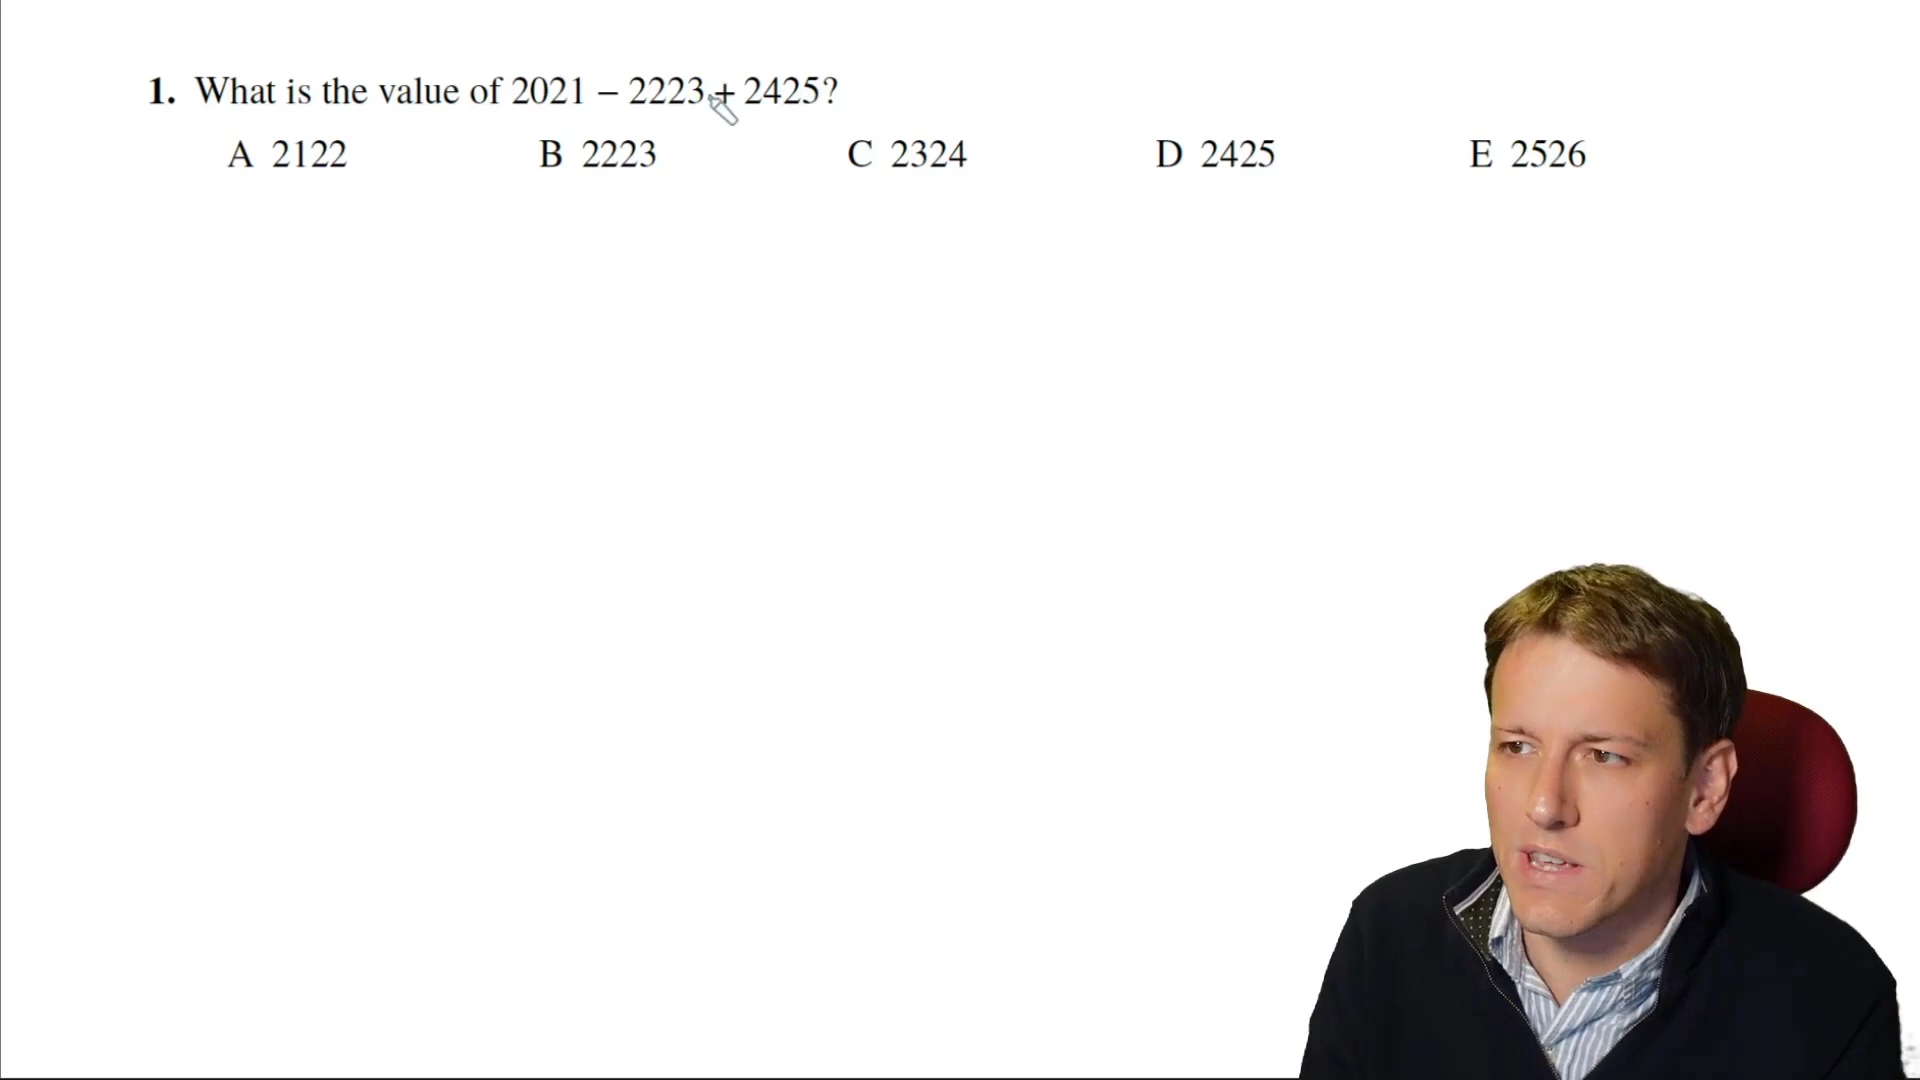 1. What is the value of 2021 − 2223 + 2425?
A 2122 B 2223 C 2324 D 2425 E 2526